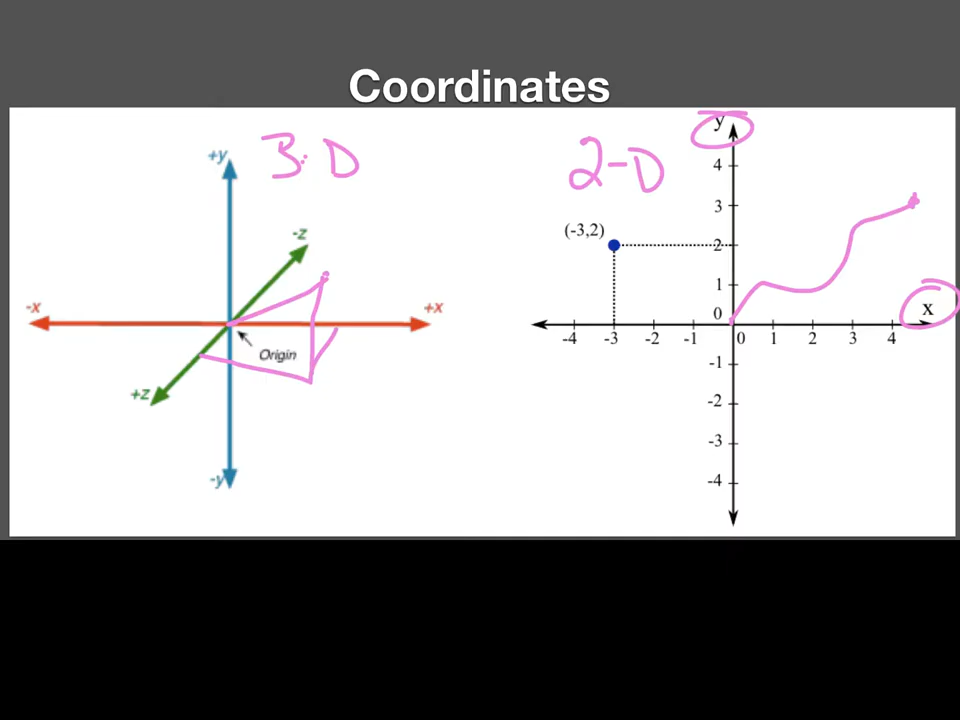 Coordinates
+y
3-D
-z
-x
+x
Origin
+z
-y
2-D
y
4
3
(-3,2)
2
1
0
x
-4 -3 -2 -1 0 1 2 3 4
-1
-2
-3
-4